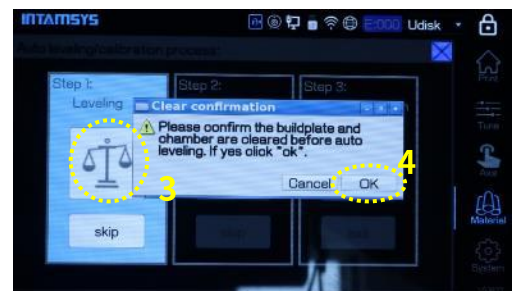 INTAMSYS
E:000 Udisk
Auto leveling/calibration process:
Step 1:
Leveling
Step 2:
Step 3:
Clear confirmation
Please confirm the buildplate and
chamber are cleared before auto
leveling. If yes click "ok".
Cancel OK
3
4
skip
Print
Tune
Axis
Material
System